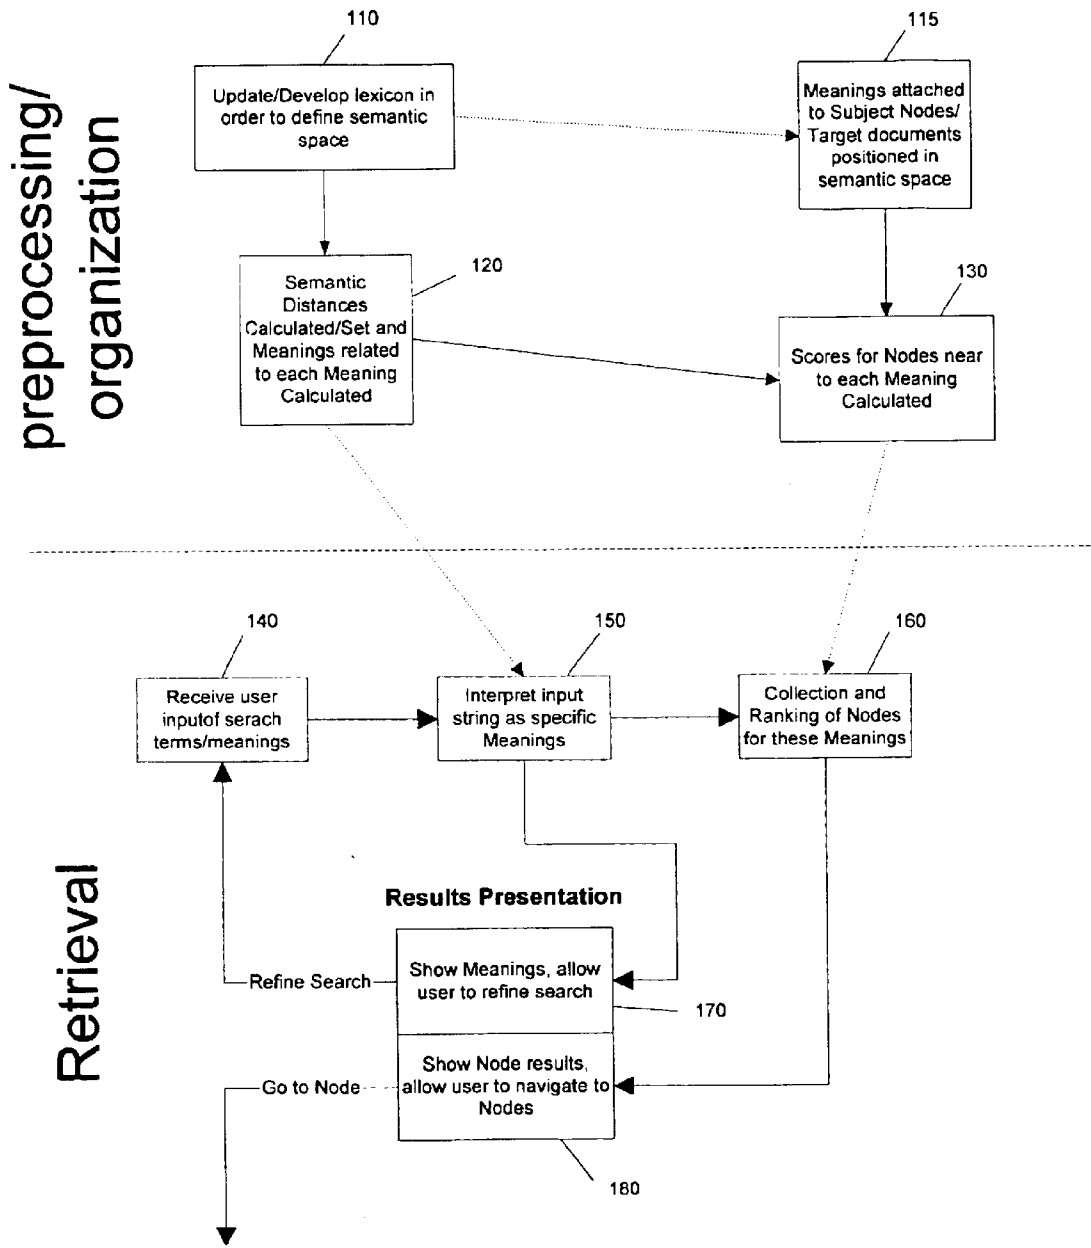 preprocessing/
organization
110
Update/Develop lexicon in
order to define semantic
space
115
Meanings attached
to Subject Nodes/
Target documents
positioned in
semantic space
120
Semantic
Distances
Calculated/Set and
Meanings related
to each Meaning
Calculated
130
Scores for Nodes near
to each Meaning
Calculated
Retrieval
140
Receive user
inputof serach
terms/meanings
150
Interpret input
string as specific
Meanings
160
Collection and
Ranking of Nodes
for these Meanings
Results Presentation
Refine Search
Show Meanings, allow
user to refine search
170
Go to Node
Show Node results,
allow user to navigate to
Nodes
180